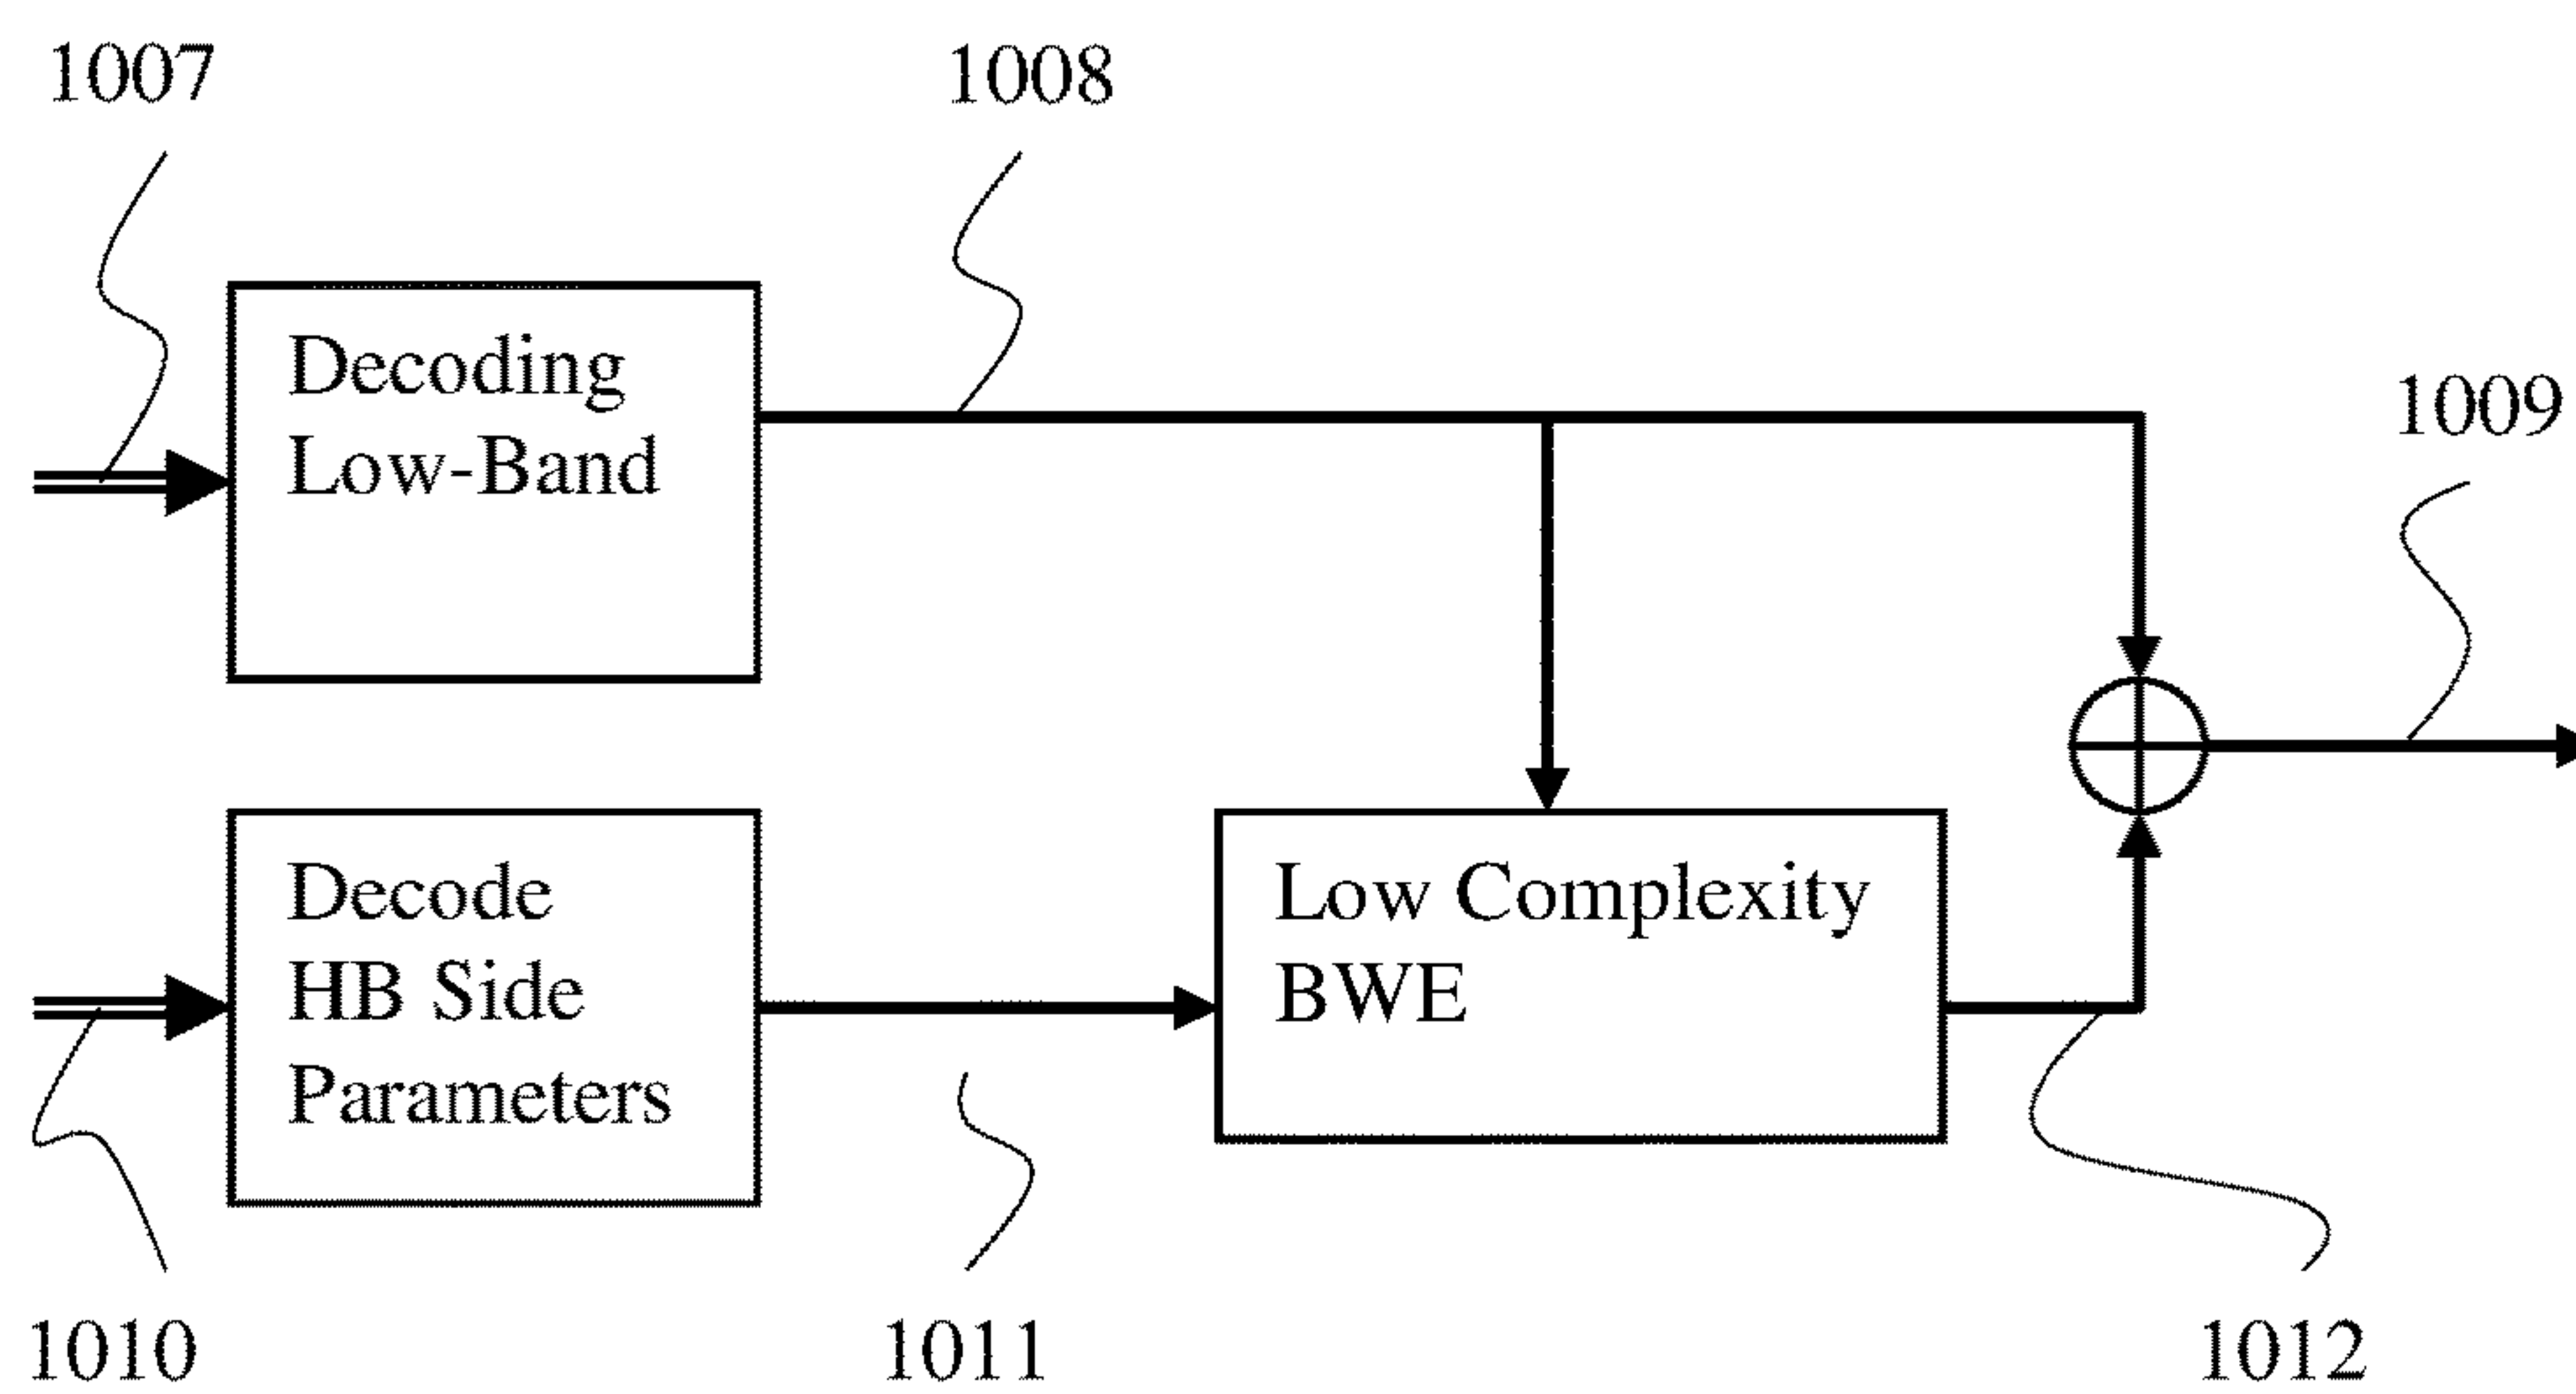 1007
1008
Decoding
Low-Band
1009
Decode
HB Side
Parameters
Low Complexity
BWE
1010
1011
1012